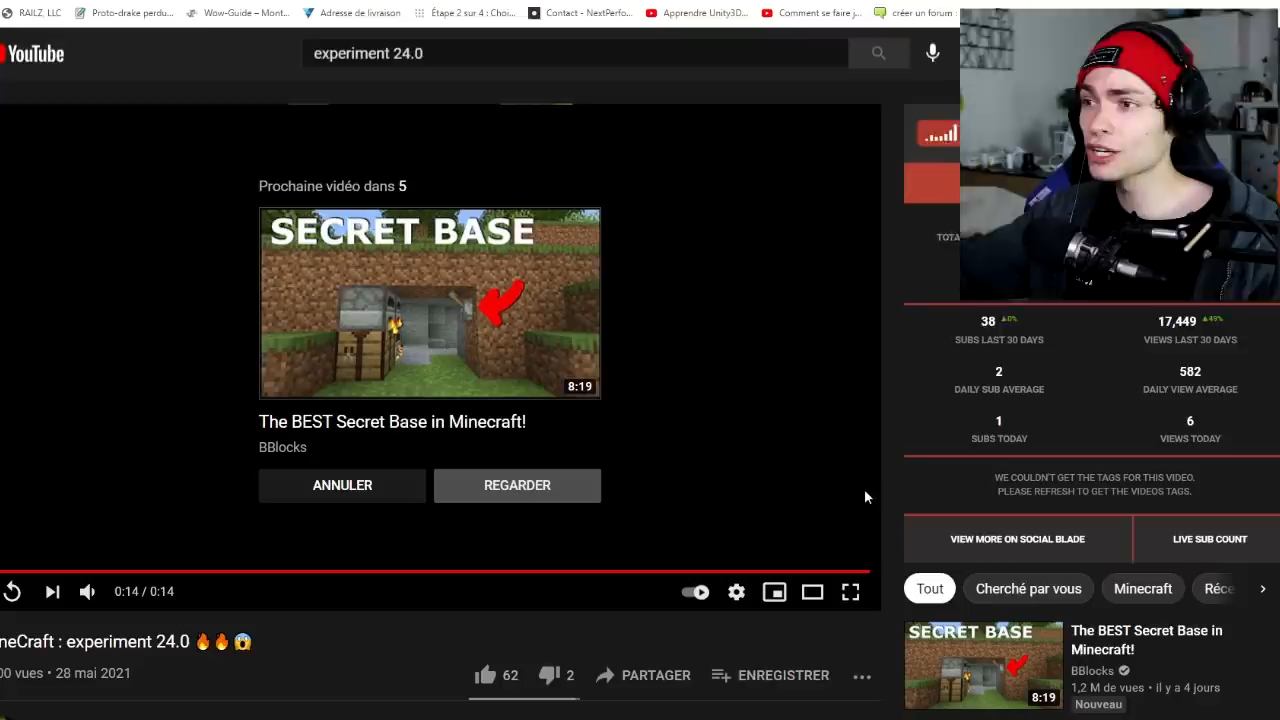 RAILZ, LLC
Proto-drake perdu...
Wow-Guide – Mont...
Adresse de livraison
Étape 2 sur 4 : Choi...
Contact - NextPerfo...
Apprendre Unity3D...
Comment se faire j...
créer un forum
YouTube
experiment 24.0
Prochaine vidéo dans 5
SECRET BASE
8:19
The BEST Secret Base in Minecraft!
BBlocks
ANNULER
REGARDER
0:14 / 0:14
neCraft : experiment 24.0 🔥🔥😱
00 vues • 28 mai 2021
62
2
PARTAGER
ENREGISTRER
TOTA
38 ▲0%
SUBS LAST 30 DAYS
17,449 ▲49%
VIEWS LAST 30 DAYS
2
DAILY SUB AVERAGE
582
DAILY VIEW AVERAGE
1
SUBS TODAY
6
VIEWS TODAY
WE COULDN'T GET THE TAGS FOR THIS VIDEO.
PLEASE REFRESH TO GET THE VIDEOS TAGS.
VIEW MORE ON SOCIAL BLADE
LIVE SUB COUNT
Tout
Cherché par vous
Minecraft
Réce
SECRET BASE
8:19
The BEST Secret Base in
Minecraft!
BBlocks
1,2 M de vues • il y a 4 jours
Nouveau